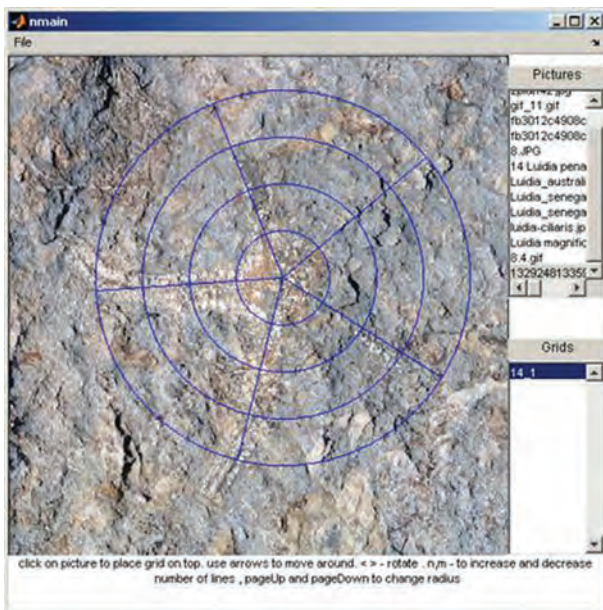 nmain
File
Pictures
gif_11.gif
fb3012c4908c
fb3012c4908c
8.JPG
14 Luidia pena
Luidia_australi
Luidia_senega
Luidia_senega
luidia-ciliaris.jp
Luidia magnific
8.4.gif
132924813359
Grids
14_1
click on picture to place grid on top. use arrows to move around. < > - rotate . n,m - to increase and decrease
number of lines , pageUp and pageDown to change radius